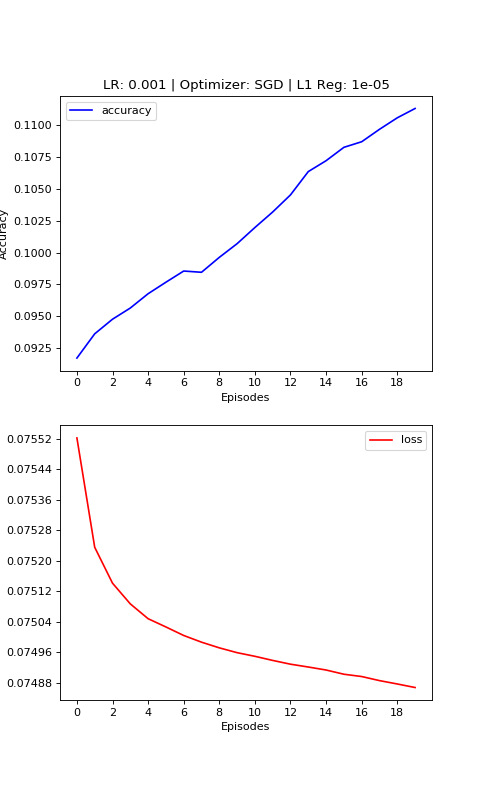 LR: 0.001 | Optimizer: SGD | L1 Reg: 1e-05
accuracy
0.1100
0.1075
0.1050
0.1025
0.1000
0.0975
0.0950
0.0925
Accuracy
0 2 4 6 8 10 12 14 16 18
Episodes
loss
0.07552
0.07544
0.07536
0.07528
0.07520
0.07512
0.07504
0.07496
0.07488
0 2 4 6 8 10 12 14 16 18
Episodes